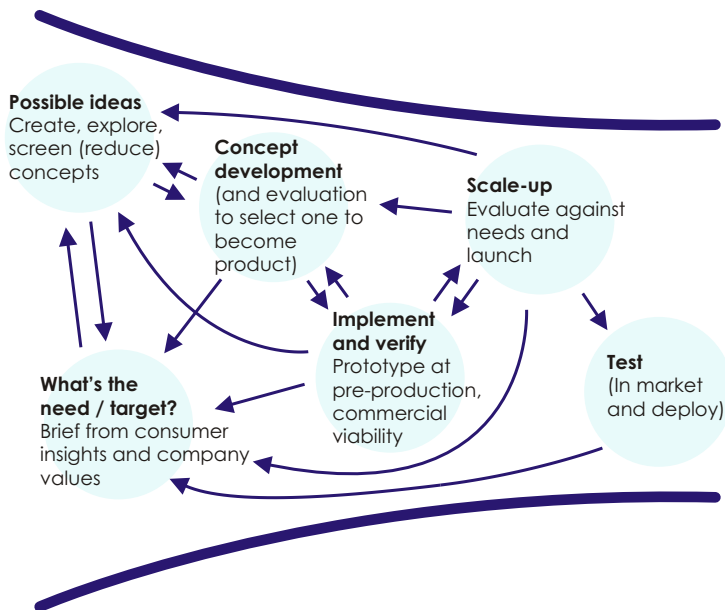 Possible ideas
Create, explore,
screen (reduce)
concepts
Concept
development
(and evaluation
to select one to
become
product)
Scale-up
Evaluate against
needs and
launch
Implement
and verify
Prototype at
pre-production,
commercial
viability
Test
(In market
and deploy)
What's the
need / target?
Brief from consumer
insights and company
values